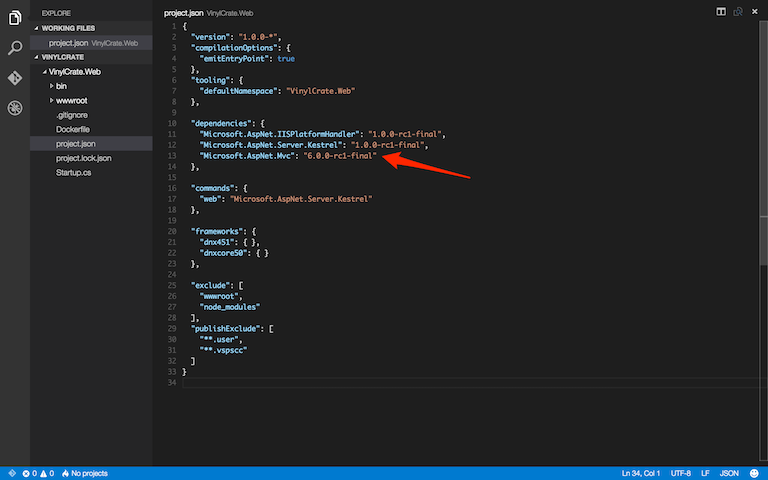 EXPLORE
WORKING FILES
project.json VinylCrate.Web
VINYLCRATE
VinylCrate.Web
bin
wwwroot
.gitignore
Dockerfile
project.json
project.lock.json
Startup.cs
project.json VinylCrate.Web
1 {
2 "version": "1.0.0-*",
3 "compilationOptions": {
4 "emitEntryPoint": true
5 },
6 "tooling": {
7 "defaultNamespace": "VinylCrate.Web"
8 },
9
10 "dependencies": {
11 "Microsoft.AspNet.IISPlatformHandler": "1.0.0-rc1-final",
12 "Microsoft.AspNet.Server.Kestrel": "1.0.0-rc1-final",
13 "Microsoft.AspNet.Mvc": "6.0.0-rc1-final"
14 },
15
16 "commands": {
17 "web": "Microsoft.AspNet.Server.Kestrel"
18 },
19
20 "frameworks": {
21 "dnx451": { },
22 "dnxcore50": { }
23 },
24
25 "exclude": [
26 "wwwroot",
27 "node_modules"
28 ],
29 "publishExclude": [
30 "**.user",
31 "**.vspscc"
32 ]
33 }
34
0 0 No projects
Ln 34, Col 1 UTF-8 LF JSON